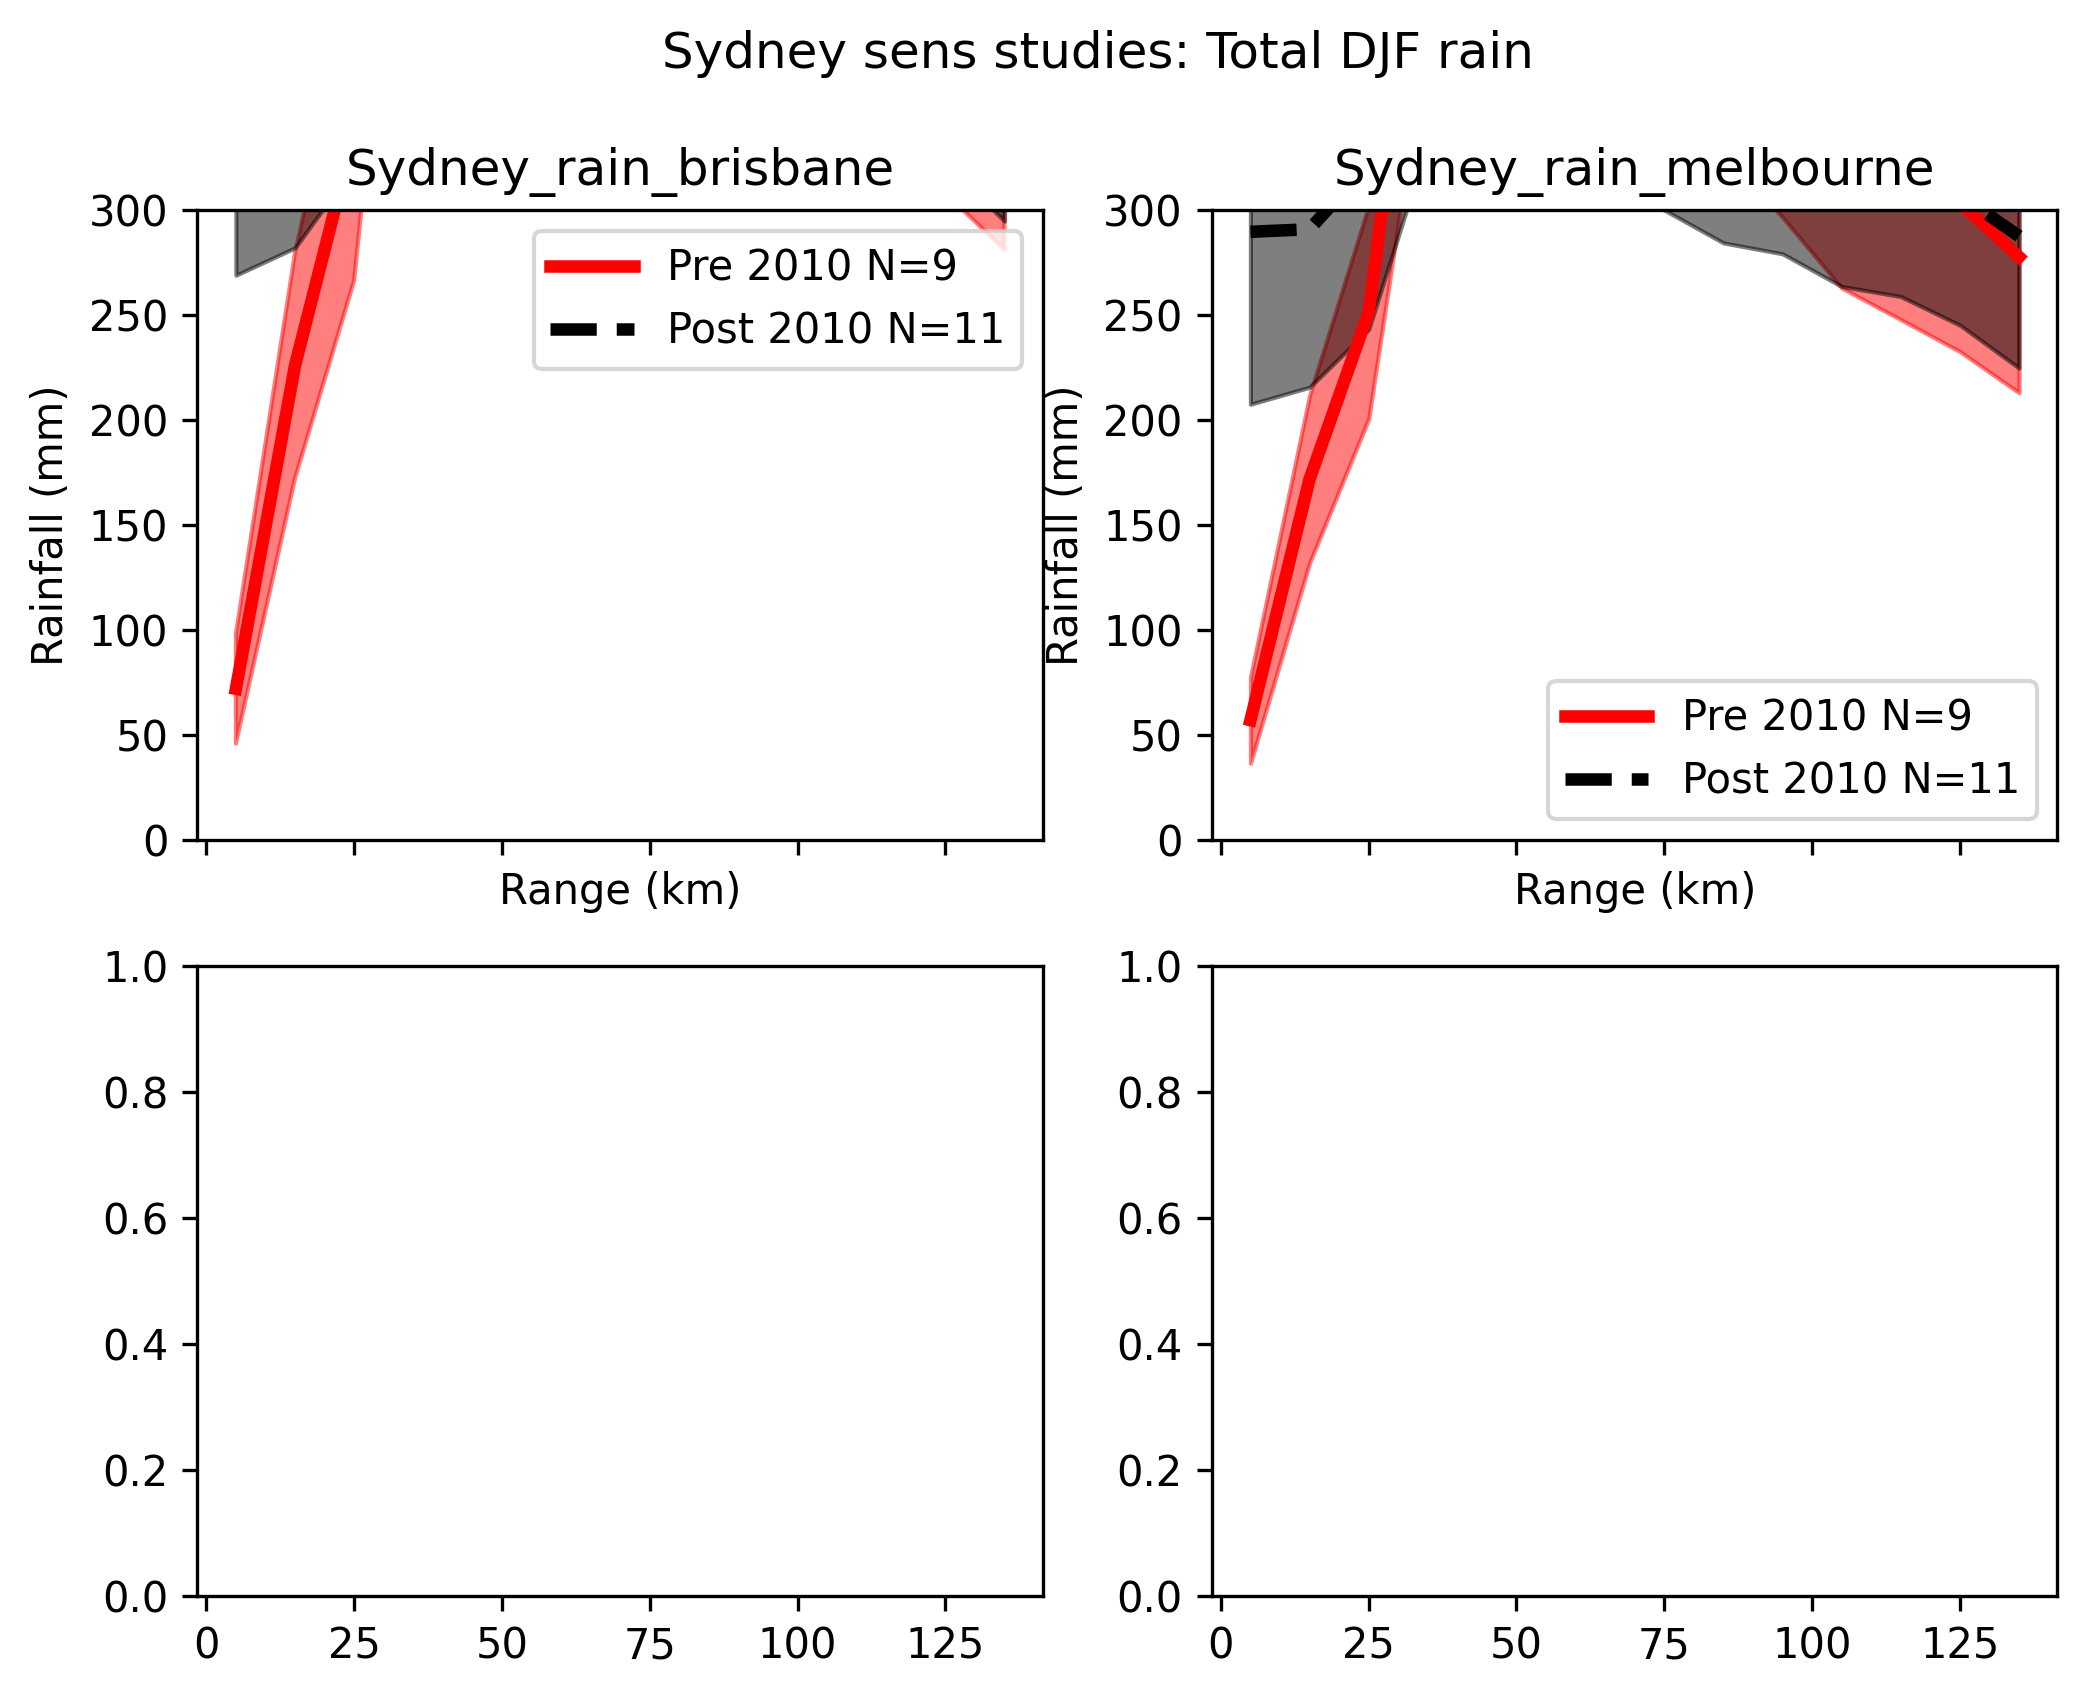 Sydney sens studies: Total DJF rain
Sydney_rain_brisbane
Rainfall (mm)
300
250
200
150
100
50
0
Pre 2010 N=9
Post 2010 N=11
Range (km)
Sydney_rain_melbourne
Rainfall (mm)
300
250
200
150
100
50
0
Pre 2010 N=9
Post 2010 N=11
Range (km)
1.0
0.8
0.6
0.4
0.2
0.0
0 25 50 75 100 125
1.0
0.8
0.6
0.4
0.2
0.0
0 25 50 75 100 125